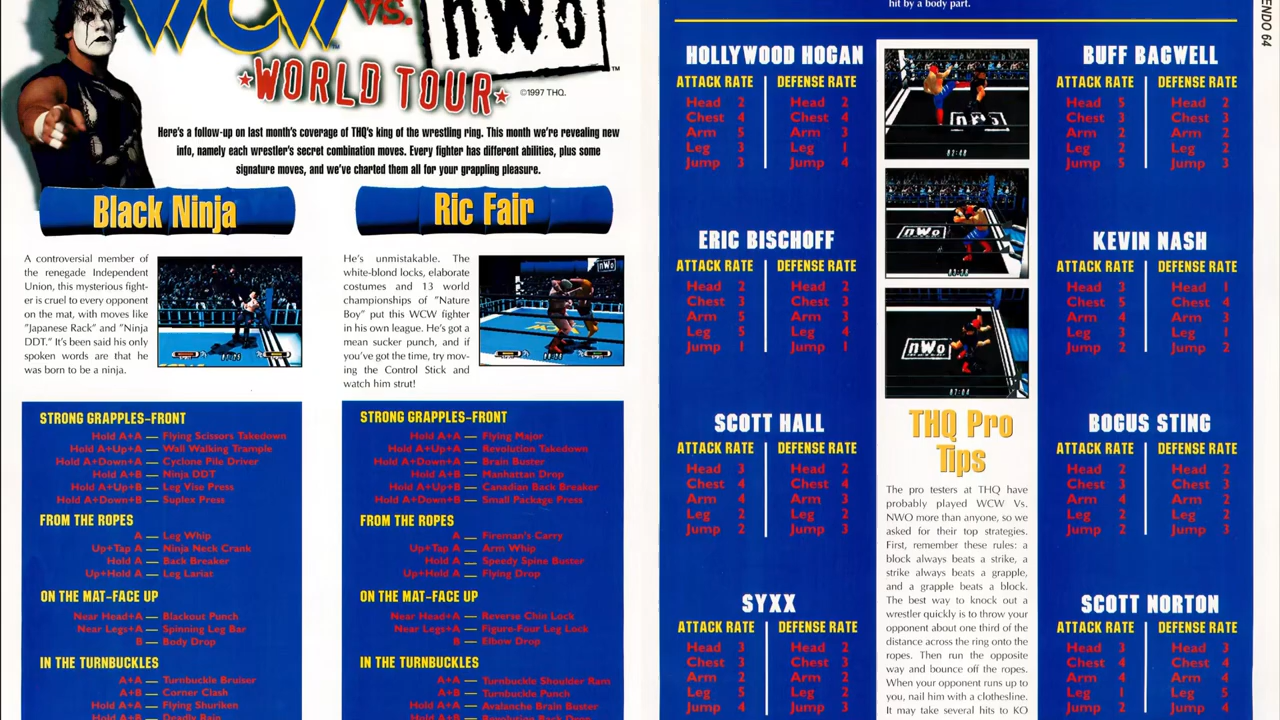 WCW VS. nWo
WORLD TOUR
™
©1997 THQ.
Here's a follow-up on last month's coverage of THQ's king of the wrestling ring. This month we're revealing new
info, namely each wrestler's secret combination moves. Every fighter has different abilities, plus some
signature moves, and we've charted them all for your grappling pleasure.
Black Ninja
A controversial member of
the renegade Independent
Union, this mysterious fight-
er is cruel to every opponent
on the mat, with moves like
"Japanese Rack" and "Ninja
DDT." It's been said his only
spoken words are that he
was born to be a ninja.
STRONG GRAPPLES-FRONT
Hold A+A — Flying Scissors Takedown
Hold A+Up+A — Wall Walking Trample
Hold A+Down+A — Cyclone Pile Driver
Hold A+B — Ninja DDT
Hold A+Up+B — Leg Vise Press
Hold A+Down+B — Suplex Press
FROM THE ROPES
A — Leg Whip
Up+Tap A — Ninja Neck Crank
Hold A — Back Breaker
Up+Hold A — Leg Lariat
ON THE MAT-FACE UP
Near Head+A — Blackout Punch
Near Legs+A — Spinning Leg Bar
B — Body Drop
IN THE TURNBUCKLES
A+A — Turnbuckle Bruiser
A+B — Corner Clash
Hold A+A — Flying Shuriken
Hold A+B — Deadly Rain
Ric Fair
He's unmistakable. The
white-blond locks, elaborate
costumes and 13 world
championships of "Nature
Boy" put this WCW fighter
in his own league. He's got a
mean sucker punch, and if
you've got the time, try mov-
ing the Control Stick and
watch him strut!
nWo
STRONG GRAPPLES-FRONT
Hold A+A — Flying Major
Hold A+Up+A — Revolution Takedown
Hold A+Down+A — Brain Buster
Hold A+B — Manhattan Drop
Hold A+Up+B — Canadian Back Breaker
Hold A+Down+B — Small Package Press
FROM THE ROPES
A — Fireman's Carry
Up+Tap A — Arm Whip
Hold A — Speedy Spine Buster
Up+Hold A — Flying Drop
ON THE MAT-FACE UP
Near Head+A — Reverse Chin Lock
Near Legs+A — Figure-Four Leg Lock
B — Elbow Drop
IN THE TURNBUCKLES
A+A — Turnbuckle Shoulder Ram
A+B — Turnbuckle Punch
Hold A+A — Avalanche Brain Buster
Hold A+B — Revolution Back Drop
hit by a body part.
HOLLYWOOD HOGAN
ATTACK RATE DEFENSE RATE
Head 2 Head 2
Chest 4 Chest 4
Arm 5 Arm 3
Leg 3 Leg 1
Jump 3 Jump 4
ERIC BISCHOFF
ATTACK RATE DEFENSE RATE
Head 2 Head 2
Chest 3 Chest 3
Arm 5 Arm 3
Leg 5 Leg 4
Jump 1 Jump 1
SCOTT HALL
ATTACK RATE DEFENSE RATE
Head 3 Head 2
Chest 4 Chest 4
Arm 4 Arm 3
Leg 2 Leg 2
Jump 2 Jump 3
SYXX
ATTACK RATE DEFENSE RATE
Head 3 Head 2
Chest 3 Chest 3
Arm 2 Arm 2
Leg 5 Leg 2
Jump 4 Jump 3
nWo
nWo
nWo
THQ Pro
Tips
The pro testers at THQ have
probably played WCW Vs.
NWO more than anyone, so we
asked for their top strategies.
First, remember these rules: a
block always beats a strike, a
strike always beats a grapple,
and a grapple beats a block.
The best way to knock out a
wrestler quickly is to throw your
opponent about one third of the
distance across the ring onto the
ropes. Then run the opposite
way and bounce off the ropes.
When your opponent runs up to
you, nail him with a clothesline.
It may take several hits to KO
BUFF BAGWELL
ATTACK RATE DEFENSE RATE
Head 5 Head 2
Chest 3 Chest 3
Arm 2 Arm 2
Leg 2 Leg 2
Jump 5 Jump 3
KEVIN NASH
ATTACK RATE DEFENSE RATE
Head 3 Head 1
Chest 5 Chest 4
Arm 4 Arm 3
Leg 3 Leg 1
Jump 2 Jump 2
BOGUS STING
ATTACK RATE DEFENSE RATE
Head 2 Head 2
Chest 3 Chest 3
Arm 4 Arm 2
Leg 2 Leg 2
Jump 2 Jump 3
SCOTT NORTON
ATTACK RATE DEFENSE RATE
Head 3 Head 3
Chest 4 Chest 4
Arm 4 Arm 4
Leg 1 Leg 5
Jump 2 Jump 4
ENDO 64